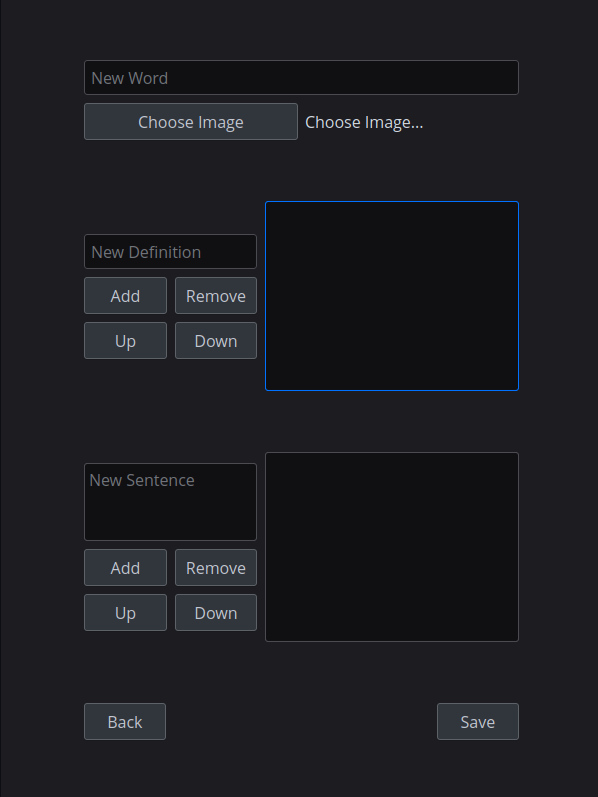 New Word
Choose Image Choose Image...
New Definition
Add Remove
Up Down
New Sentence
Add Remove
Up Down
Back Save